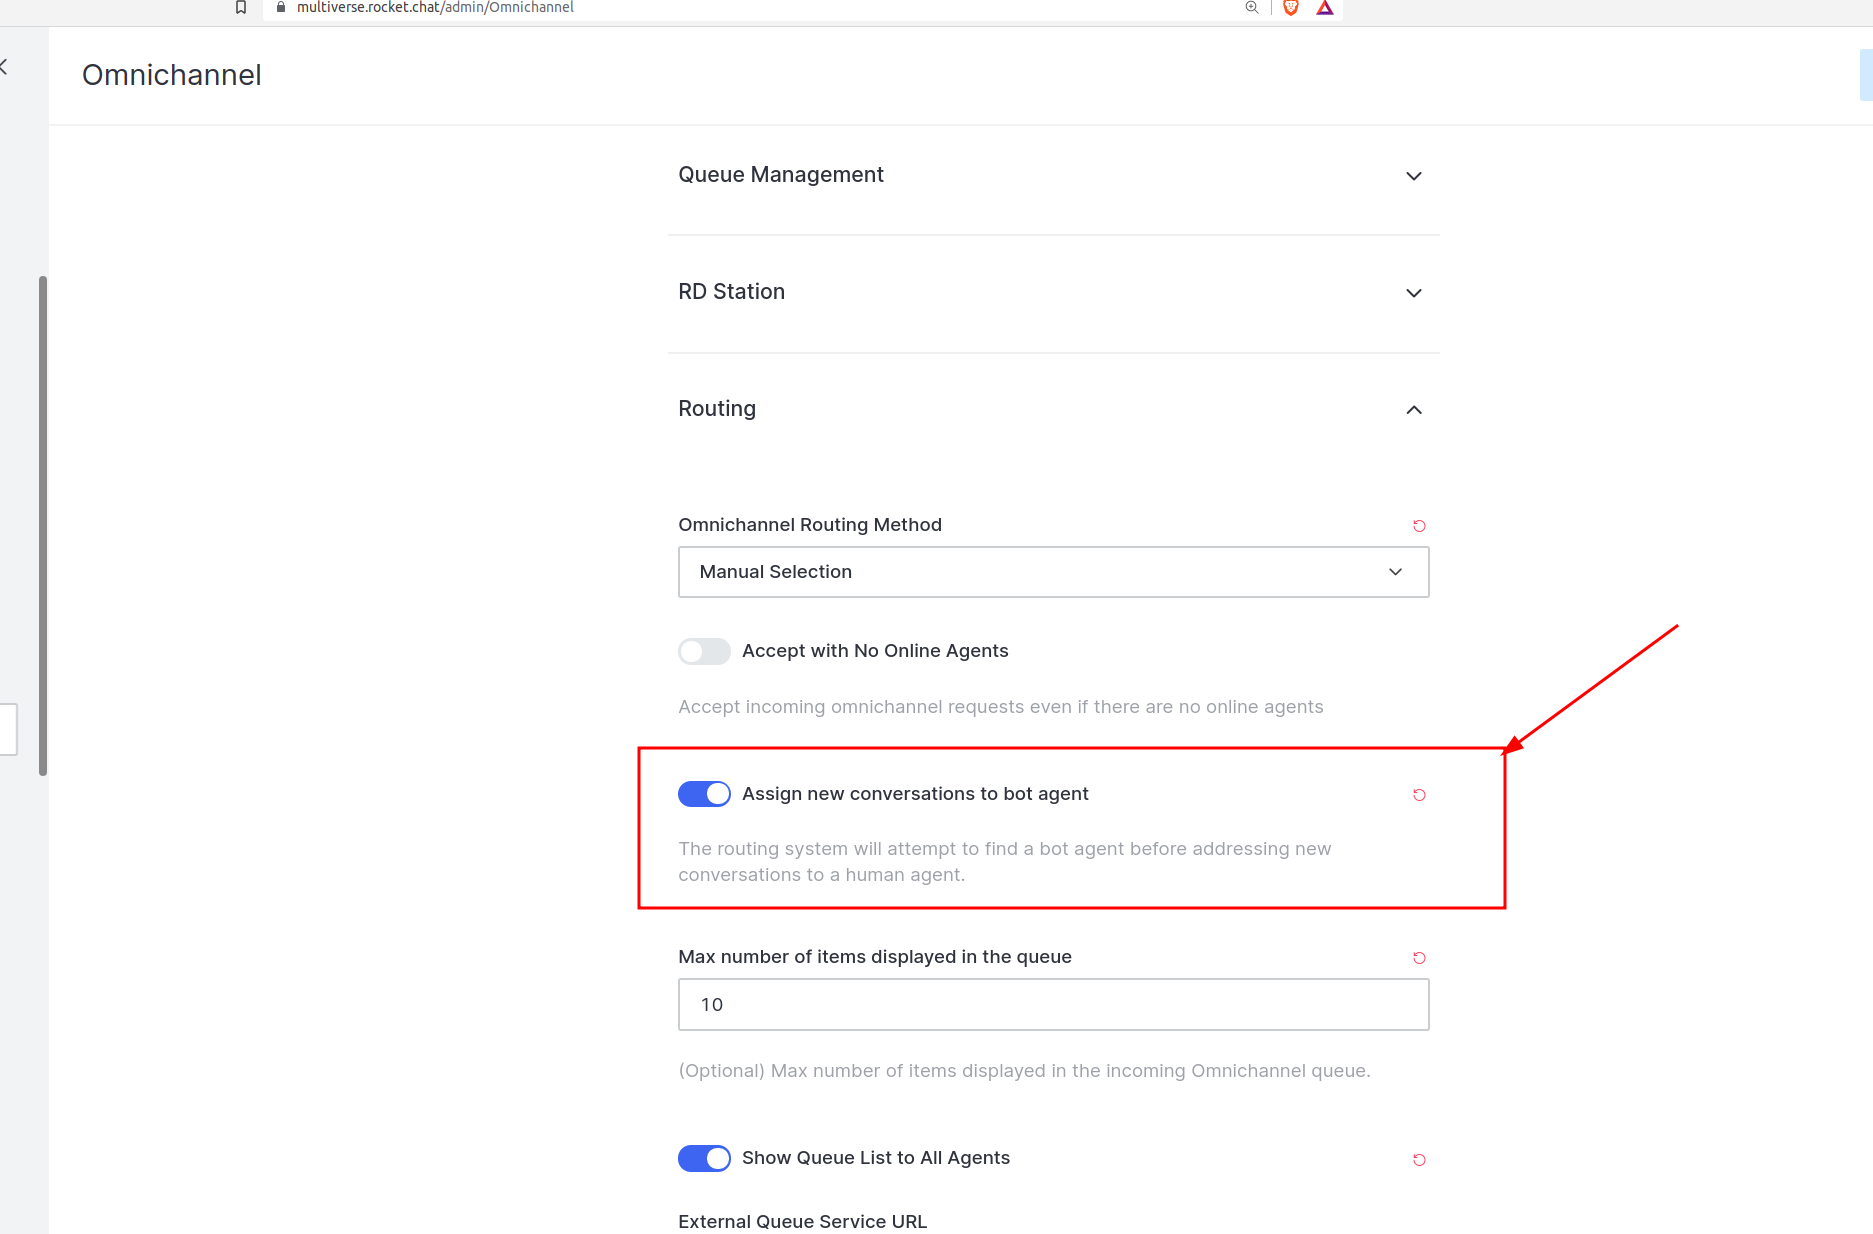 multiverse.rocket.chat/admin/Omnichannel
Omnichannel
Queue Management
RD Station
Routing
Omnichannel Routing Method
Manual Selection
Accept with No Online Agents
Accept incoming omnichannel requests even if there are no online agents
Assign new conversations to bot agent
The routing system will attempt to find a bot agent before addressing new
conversations to a human agent.
Max number of items displayed in the queue
10
(Optional) Max number of items displayed in the incoming Omnichannel queue.
Show Queue List to All Agents
External Queue Service URL